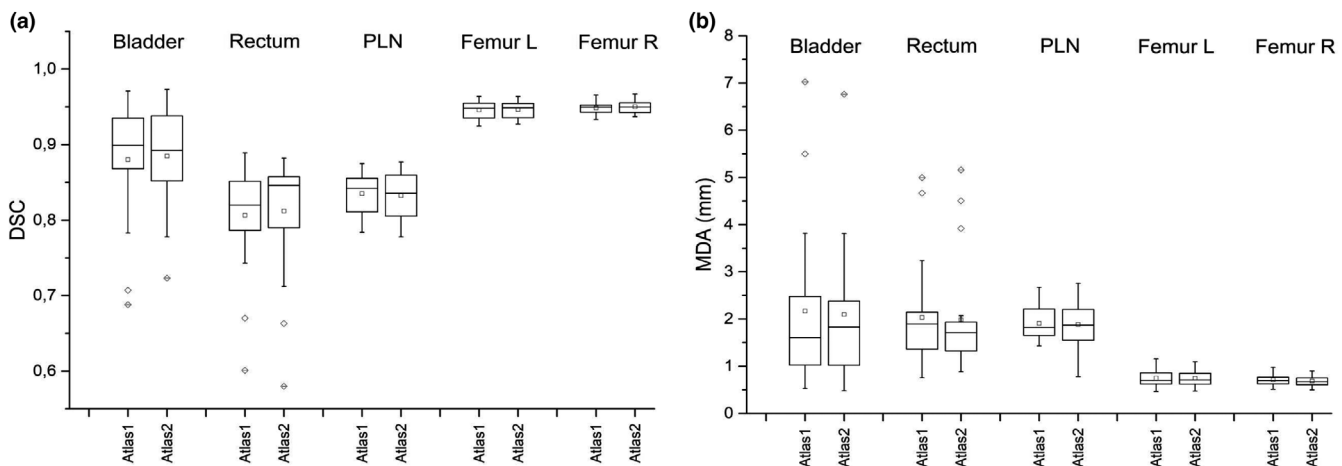 (a)
Bladder Rectum PLN Femur L Femur R
1,0
0,9
0,8
0,7
0,6
DSC
Atlas1 Atlas2 Atlas1 Atlas2 Atlas1 Atlas2 Atlas1 Atlas2 Atlas1 Atlas2
(b)
Bladder Rectum PLN Femur L Femur R
8
7
6
5
4
3
2
1
0
MDA (mm)
Atlas1 Atlas2 Atlas1 Atlas2 Atlas1 Atlas2 Atlas1 Atlas2 Atlas1 Atlas2